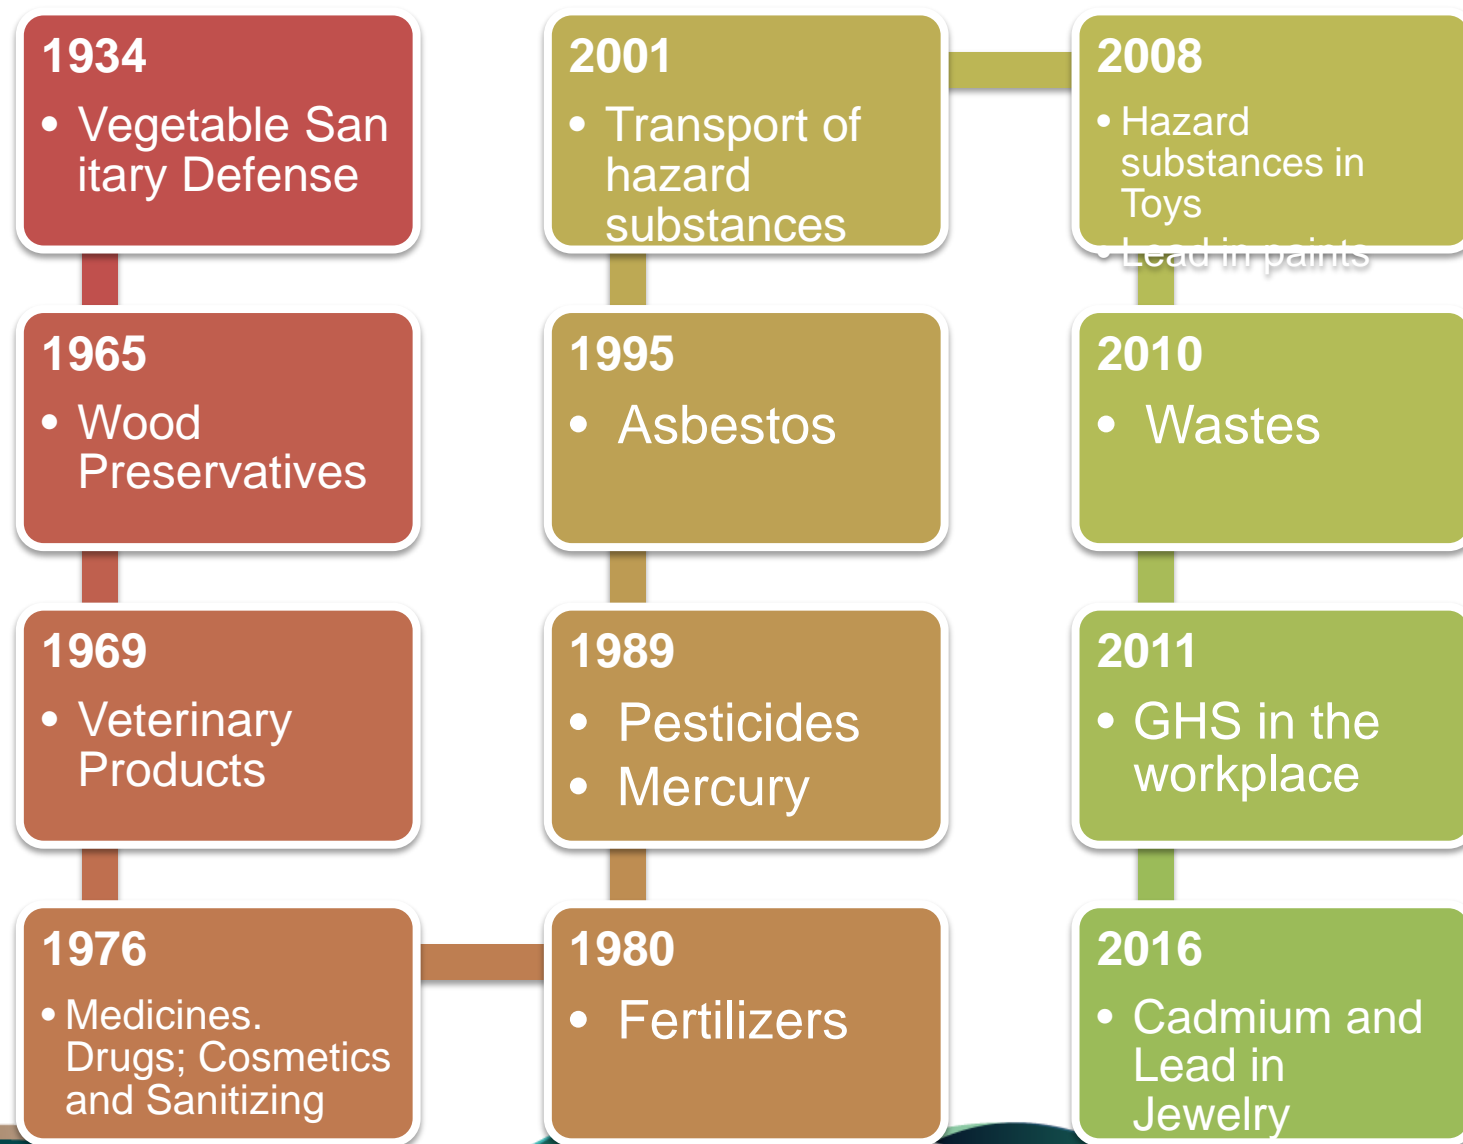 1934
• Vegetable San
itary Defense
1965
• Wood
Preservatives
1969
• Veterinary
Products
1976
• Medicines.
Drugs; Cosmetics
and Sanitizing
1980
• Fertilizers
1989
• Pesticides
• Mercury
1995
• Asbestos
2001
• Transport of
hazard
substances
2008
• Hazard
substances in
Toys
• Lead in paints
2010
• Wastes
2011
• GHS in the
workplace
2016
• Cadmium and
Lead in
Jewelry